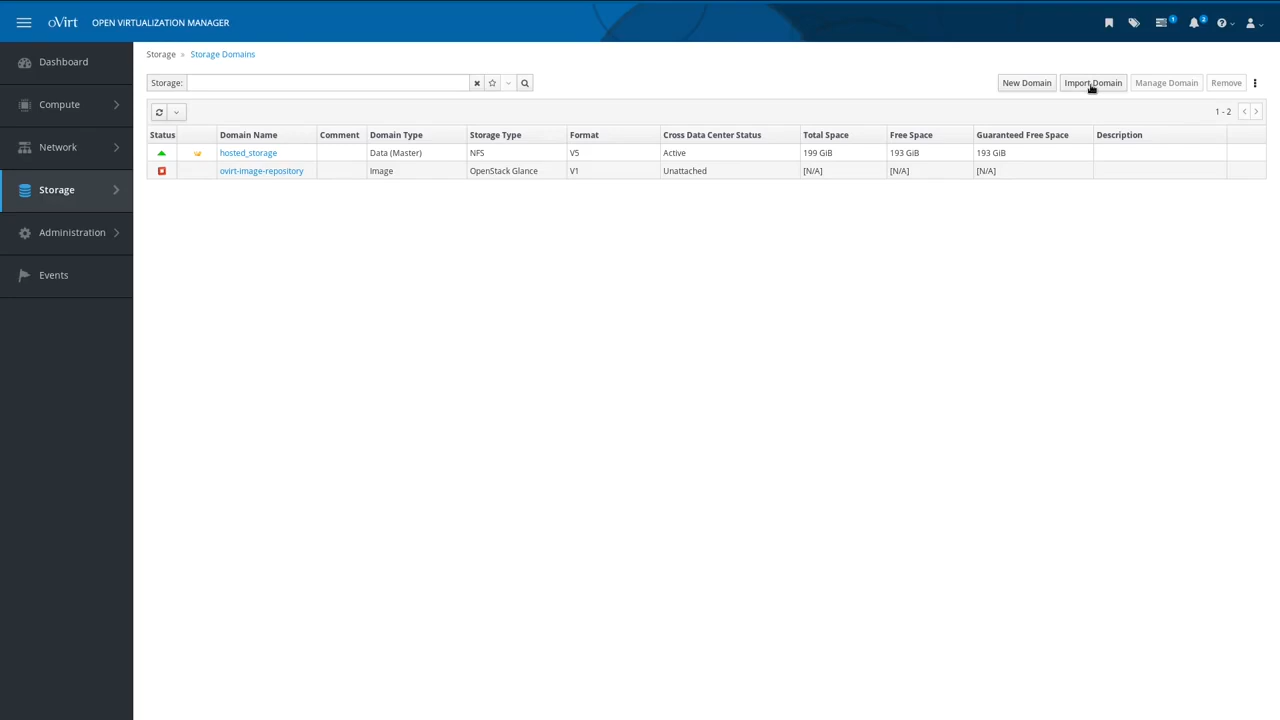 oVirt OPEN VIRTUALIZATION MANAGER 1 2
Dashboard
Compute
Network
Storage
Administration
Events
Storage » Storage Domains
Storage: New Domain Import Domain Manage Domain Remove
1 - 2
Status Domain Name Comment Domain Type Storage Type Format Cross Data Center Status Total Space Free Space Guaranteed Free Space Description
hosted_storage Data (Master) NFS V5 Active 199 GiB 193 GiB 193 GiB
ovirt-image-repository Image OpenStack Glance V1 Unattached [N/A] [N/A] [N/A]